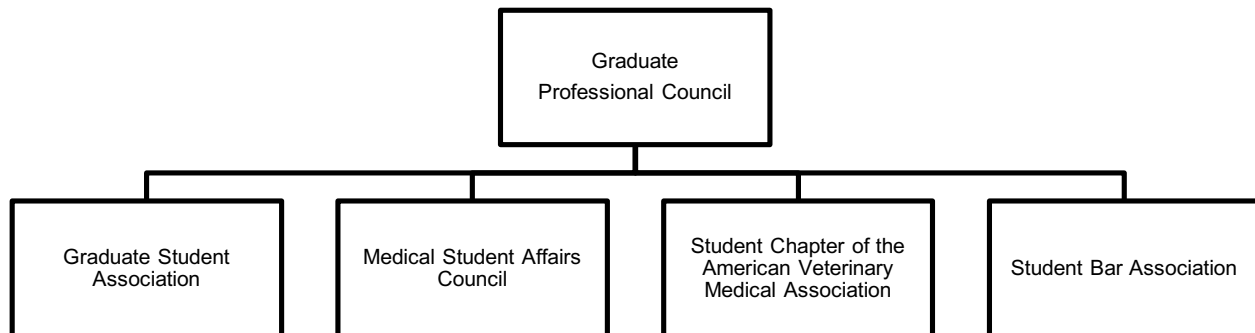 Graduate
Professional Council
Graduate Student
Association
Medical Student Affairs
Council
Student Chapter of the
American Veterinary
Medical Association
Student Bar Association